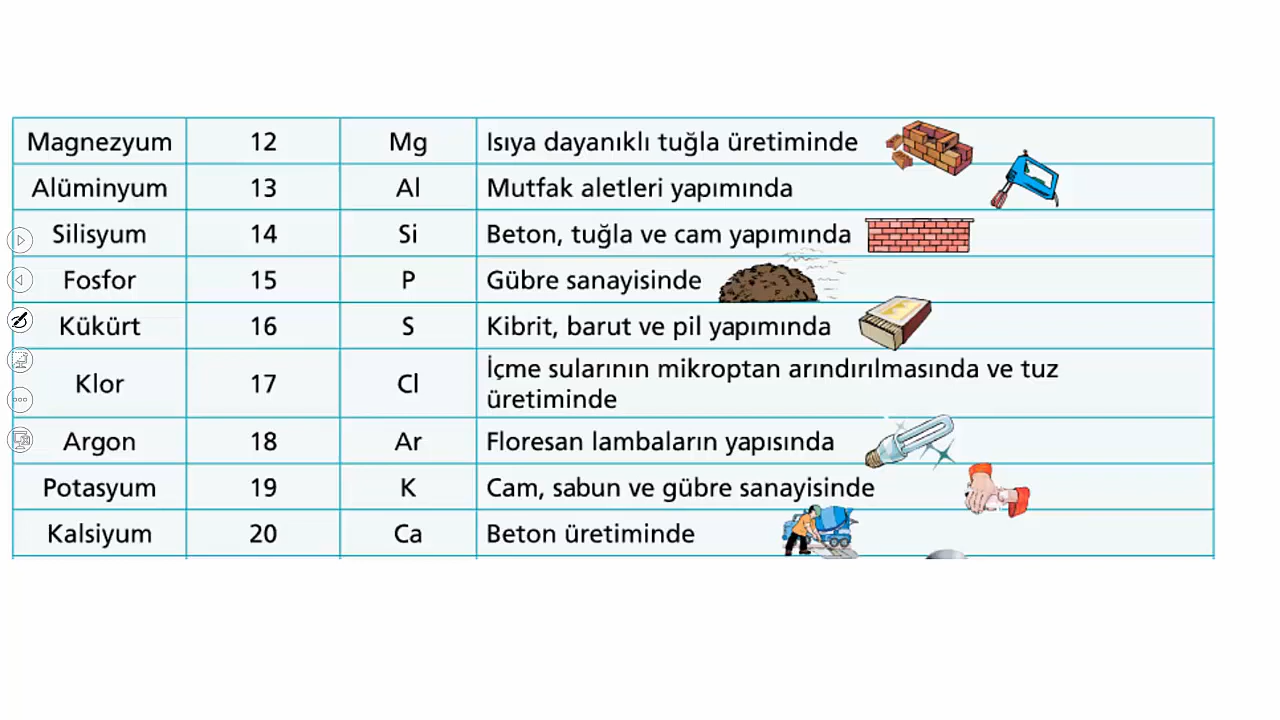 Magnezyum 12 Mg Isıya dayanıklı tuğla üretiminde
Alüminyum 13 Al Mutfak aletleri yapımında
Silisyum 14 Si Beton, tuğla ve cam yapımında
Fosfor 15 P Gübre sanayisinde
Kükürt 16 S Kibrit, barut ve pil yapımında
Klor 17 Cl İçme sularının mikroptan arındırılmasında ve tuz
üretiminde
Argon 18 Ar Floresan lambaların yapısında
Potasyum 19 K Cam, sabun ve gübre sanayisinde
Kalsiyum 20 Ca Beton üretiminde